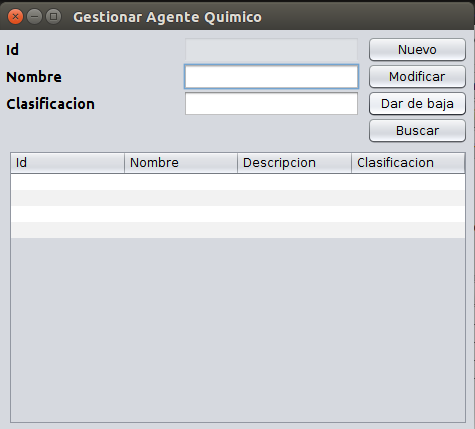 Gestionar Agente Quimico
Id Nuevo
Nombre Modificar
Clasificacion Dar de baja
Buscar
Id Nombre Descripcion Clasificacion